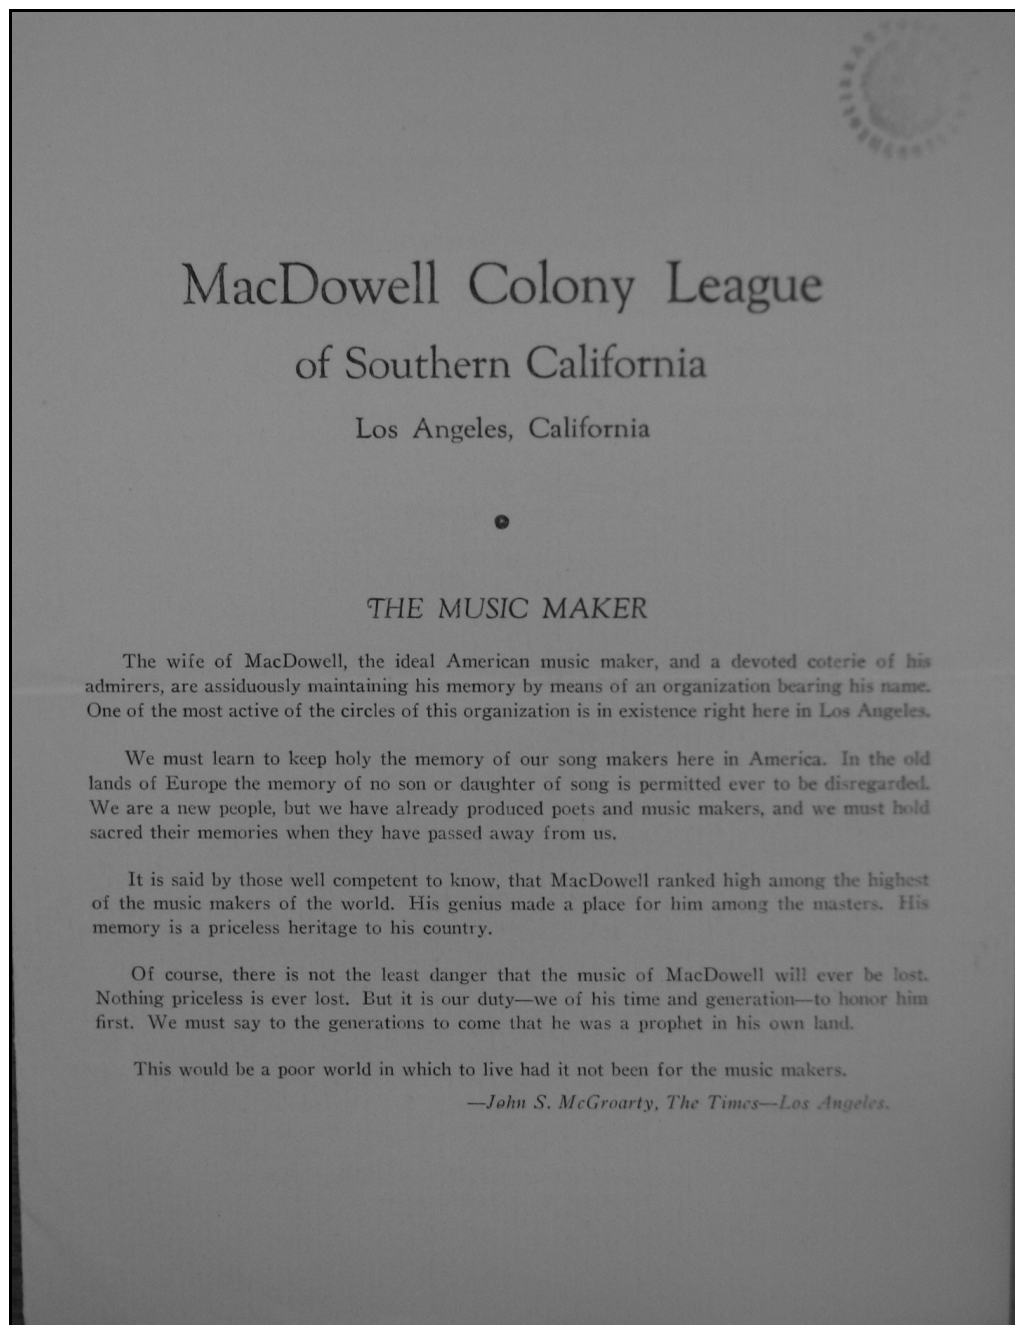 MacDowell Colony League
of Southern California
Los Angeles, California
THE MUSIC MAKER
The wife of MacDowell, the ideal American music maker, and a devoted coterie of his
admirers, are assiduously maintaining his memory by means of an organization bearing his name.
One of the most active of the circles of this organization is in existence right here in Los Angeles.
We must learn to keep holy the memory of our song makers here in America. In the old
lands of Europe the memory of no son or daughter of song is permitted ever to be disregarded.
We are a new people, but we have already produced poets and music makers, and we must hold
sacred their memories when they have passed away from us.
It is said by those well competent to know, that MacDowell ranked high among the highest
of the music makers of the world. His genius made a place for him among the masters. His
memory is a priceless heritage to his country.
Of course, there is not the least danger that the music of MacDowell will ever be lost.
Nothing priceless is ever lost. But it is our duty—we of his time and generation—to honor him
first. We must say to the generations to come that he was a prophet in his own land.
This would be a poor world in which to live had it not been for the music makers.
—John S. McGroarty, The Times—Los Angeles.